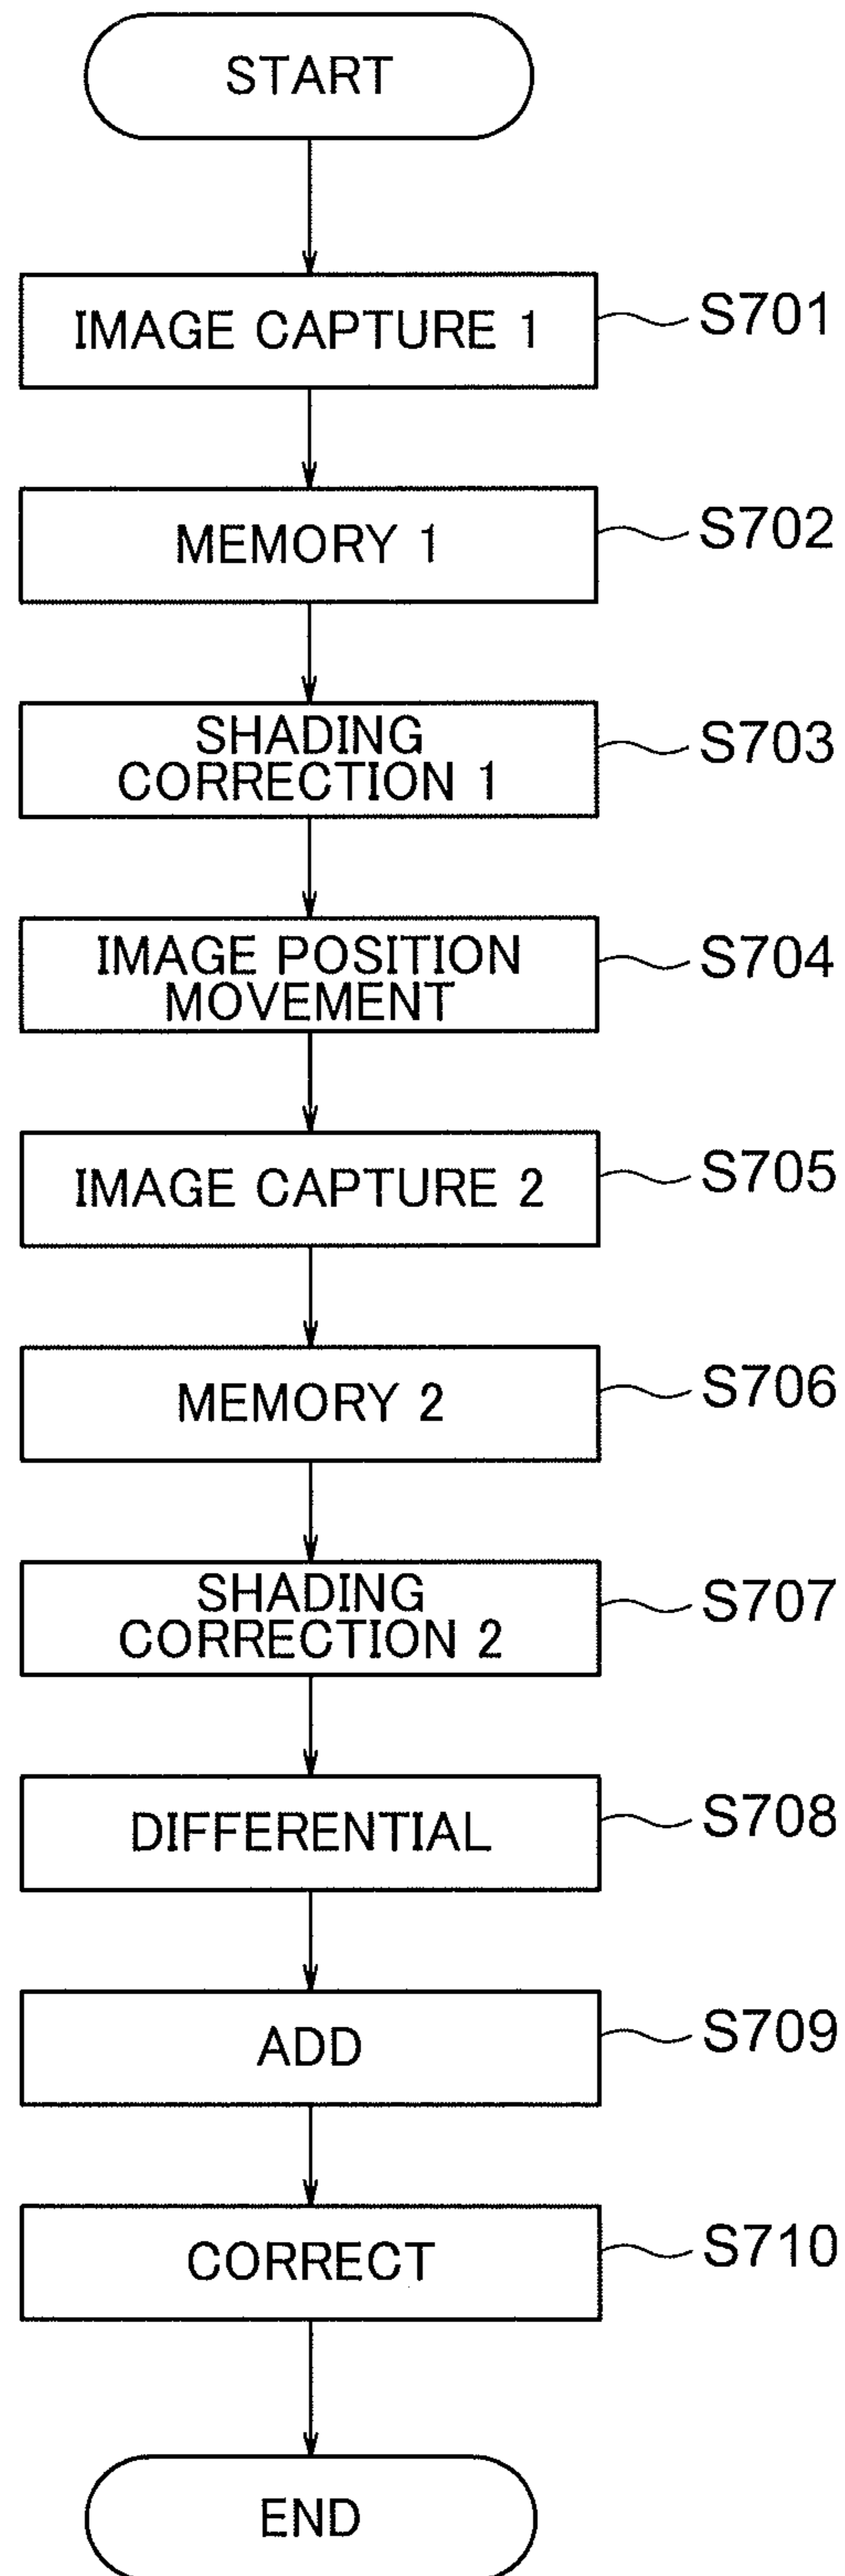 START
IMAGE CAPTURE 1
S701
MEMORY 1
S702
SHADING
CORRECTION 1
S703
IMAGE POSITION
MOVEMENT
S704
IMAGE CAPTURE 2
S705
MEMORY 2
S706
SHADING
CORRECTION 2
S707
DIFFERENTIAL
S708
ADD
S709
CORRECT
S710
END